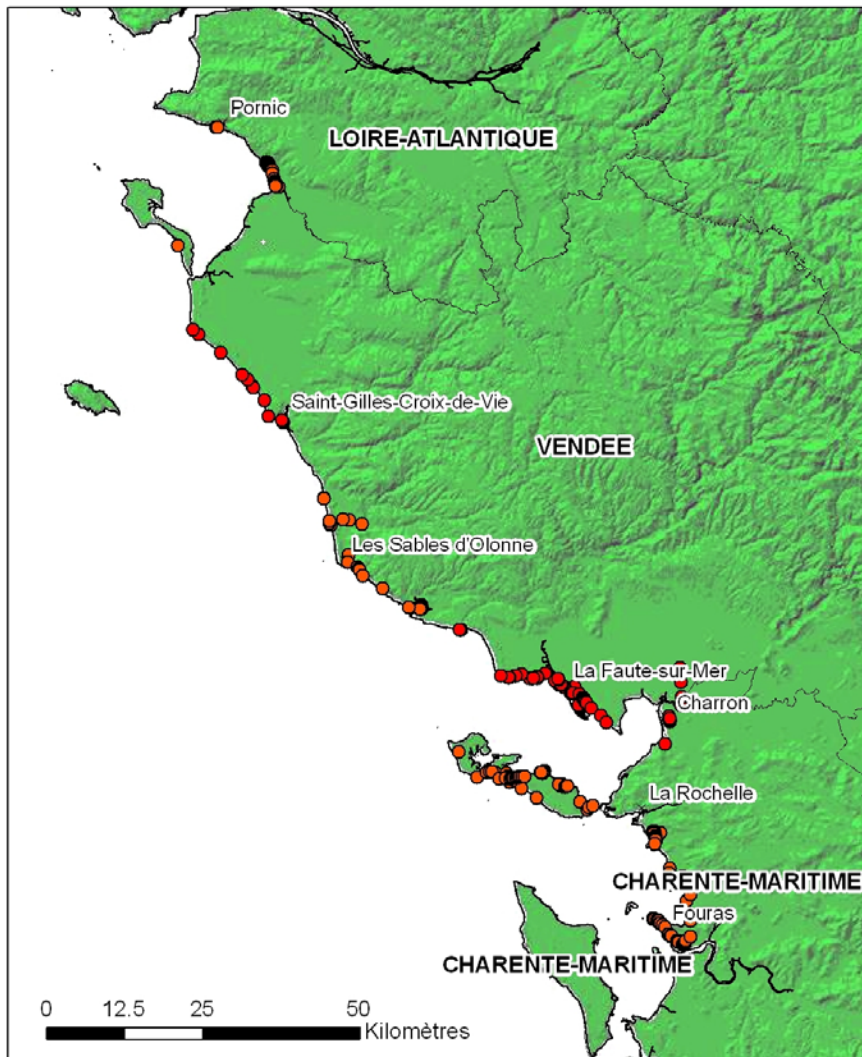 Pornic
LOIRE-ATLANTIQUE
Saint-Gilles-Croix-de-Vie
VENDEE
Les Sables d'Olonne
La Faute-sur-Mer
Charron
La Rochelle
CHARENTE-MARITIME
Fouras
CHARENTE-MARITIME
0 12.5 25 50
Kilomètres